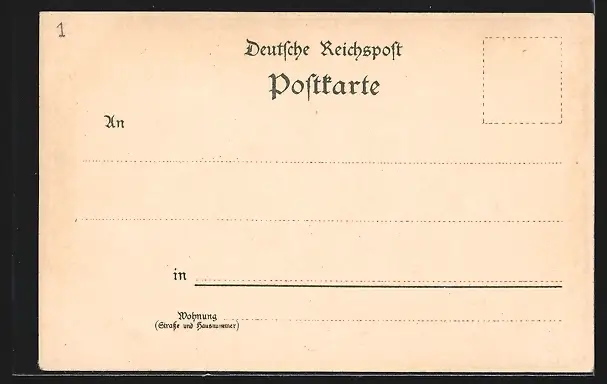 1
Deutsche Reichspost
Postkarte
An
in
Wohnung
(Straße und Hausnummer)